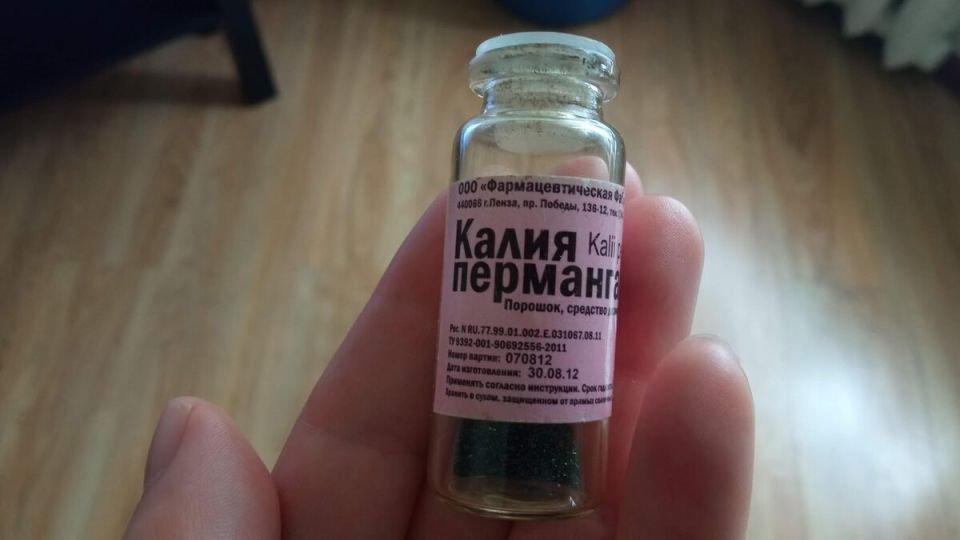 ООО «Фармацевтическая
440066 г.Пенза, пр. Победы, 136-12,
Калия Kalii
перманга
Порошок, средство
Рег. N RU.77.99.01.002.E.031067.08.11
ТУ 9392-001-90692556-2011
Номер партии: 070812
Дата изготовления: 30.08.12
Применять согласно инструкции. Срок
Хранить в сухом, защищенном от прямых